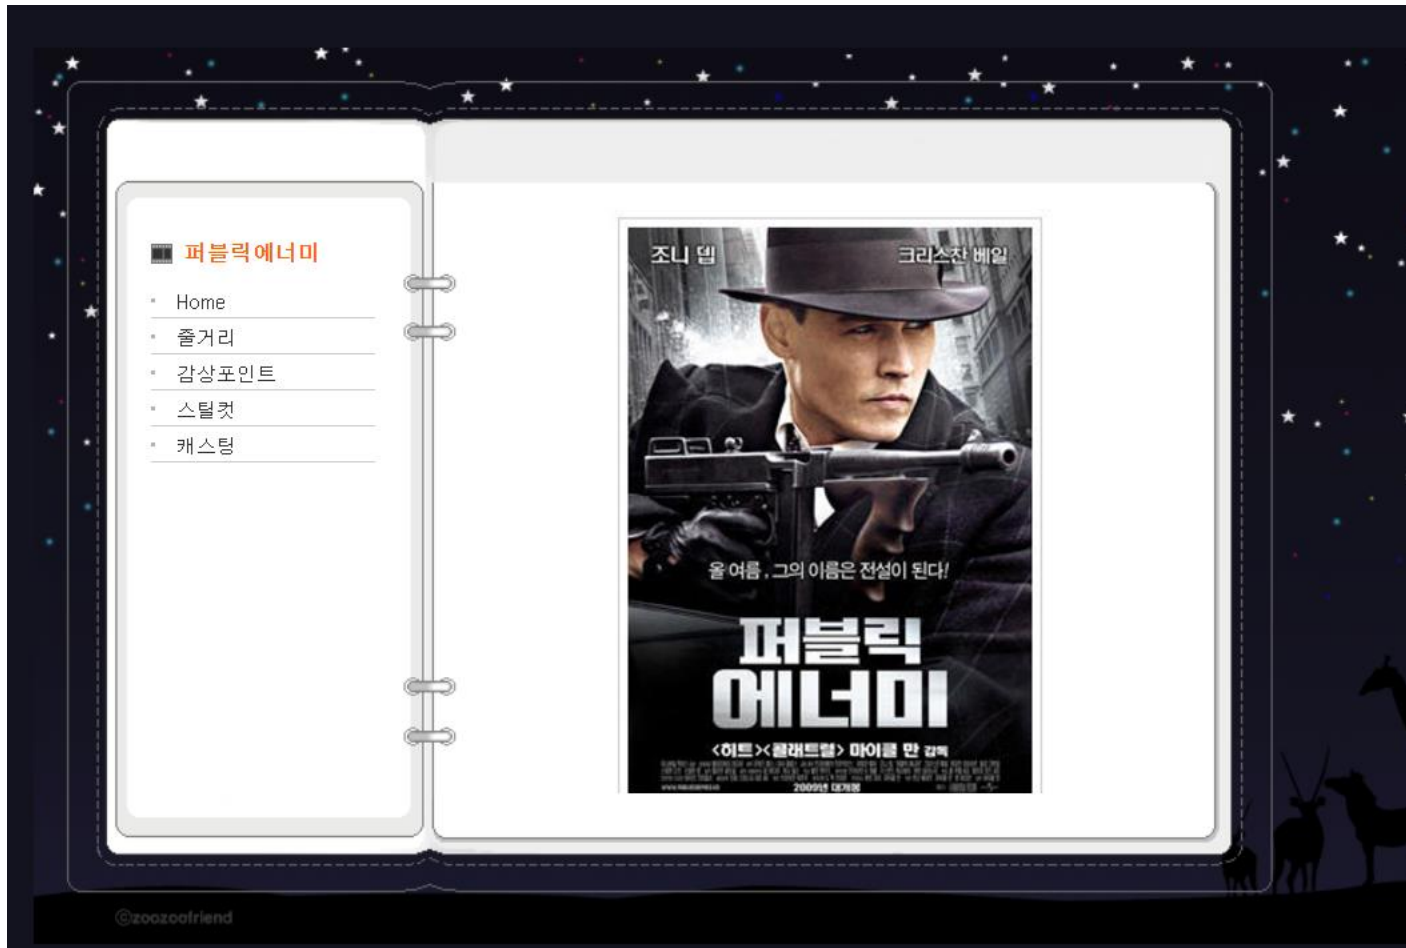 퍼블릭에너미
Home
줄거리
감상포인트
스틸컷
캐스팅
조니 뎁
크리스찬 베일
올 여름, 그의 이름은 전설이 된다!
퍼블릭
에너미
<히트><콜래트럴> 마이클 만 감독
2009년 대개봉
©zoozoofriend